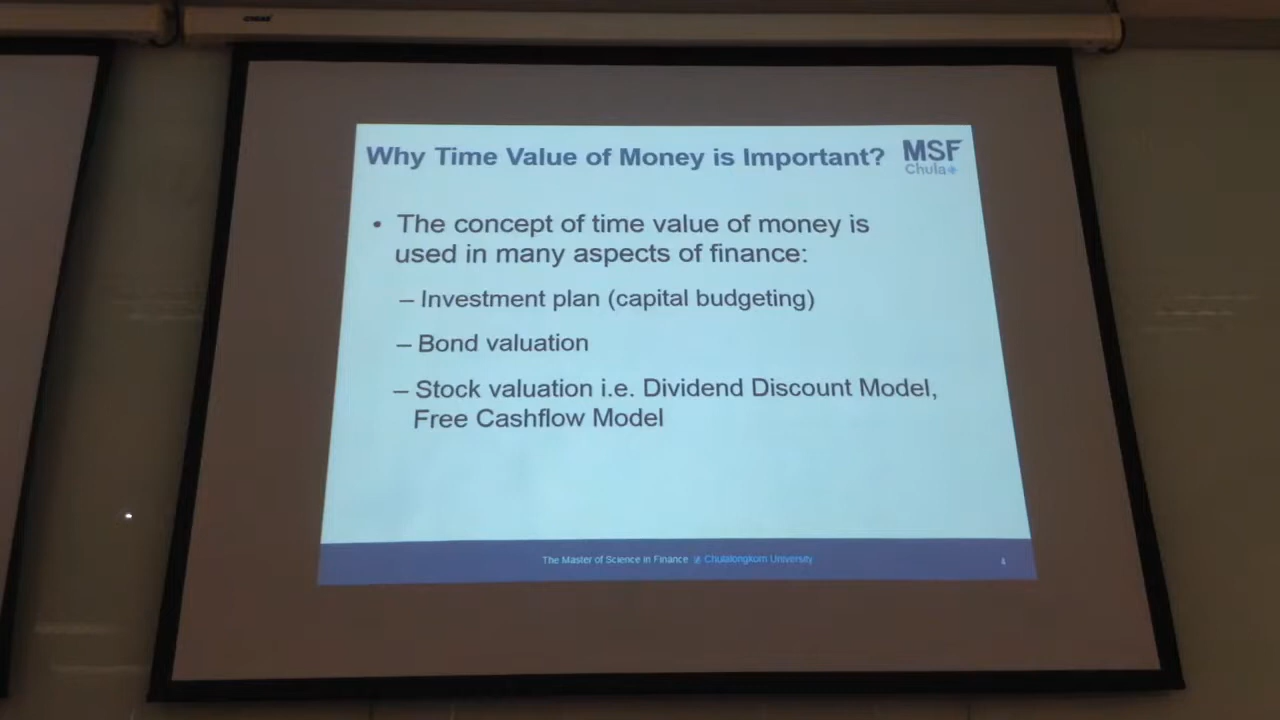 Why Time Value of Money is Important?
MSF
Chula
• The concept of time value of money is
used in many aspects of finance:
– Investment plan (capital budgeting)
– Bond valuation
– Stock valuation i.e. Dividend Discount Model,
Free Cashflow Model
The Master of Science in Finance @ Chulalongkorn University
4